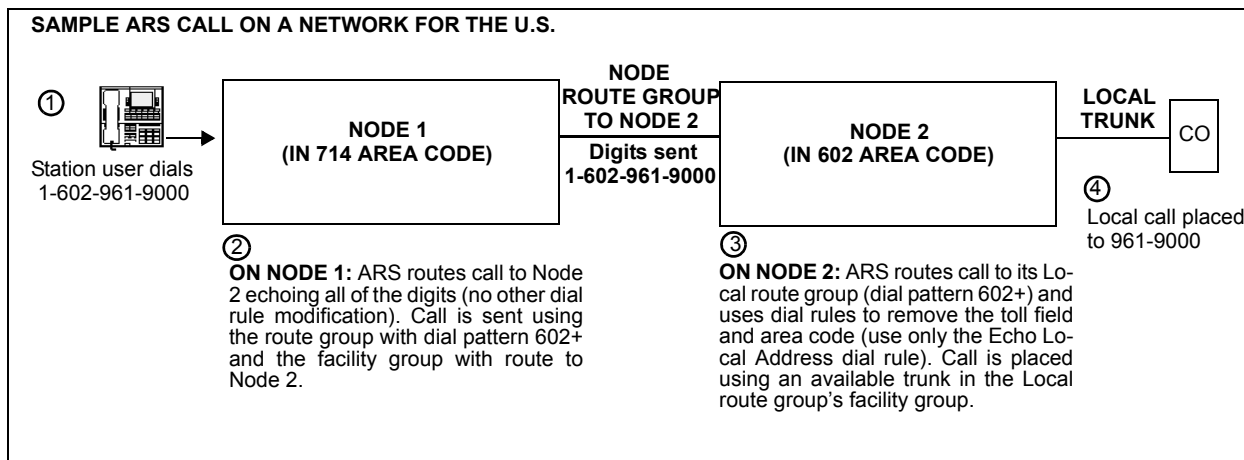 SAMPLE ARS CALL ON A NETWORK FOR THE U.S.
1
Station user dials
1-602-961-9000
NODE 1
(IN 714 AREA CODE)
NODE
ROUTE GROUP
TO NODE 2
Digits sent
1-602-961-9000
NODE 2
(IN 602 AREA CODE)
LOCAL
TRUNK
CO
2
ON NODE 1: ARS routes call to Node
2 echoing all of the digits (no other dial
rule modification). Call is sent using
the route group with dial pattern 602+
and the facility group with route to
Node 2.
3
ON NODE 2: ARS routes call to its Lo-
cal route group (dial pattern 602+) and
uses dial rules to remove the toll field
and area code (use only the Echo Lo-
cal Address dial rule). Call is placed
using an available trunk in the Local
route group's facility group.
4
Local call placed
to 961-9000